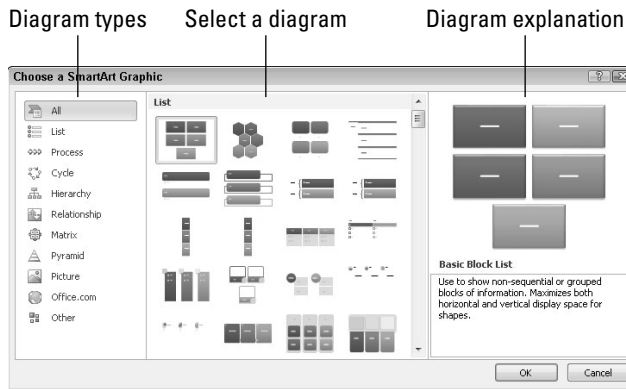 Diagram types
Select a diagram
Diagram explanation
Choose a SmartArt Graphic
All
List
Process
Cycle
Hierarchy
Relationship
Matrix
Pyramid
Picture
Office.com
Other
List
Basic Block List
Use to show non-sequential or grouped
blocks of information. Maximizes both
horizontal and vertical display space for
shapes.
OK
Cancel